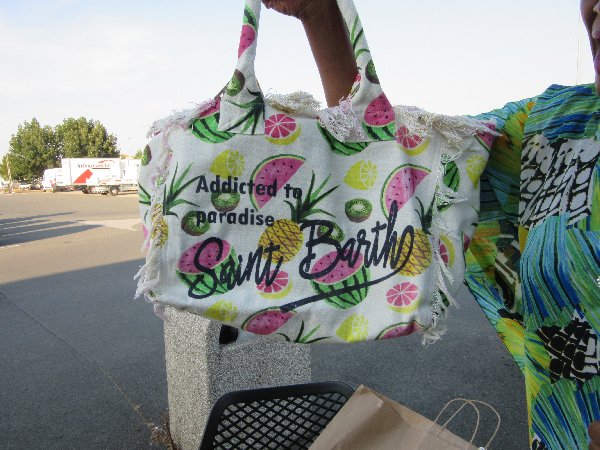 Addicted to
paradise
Saint Barth